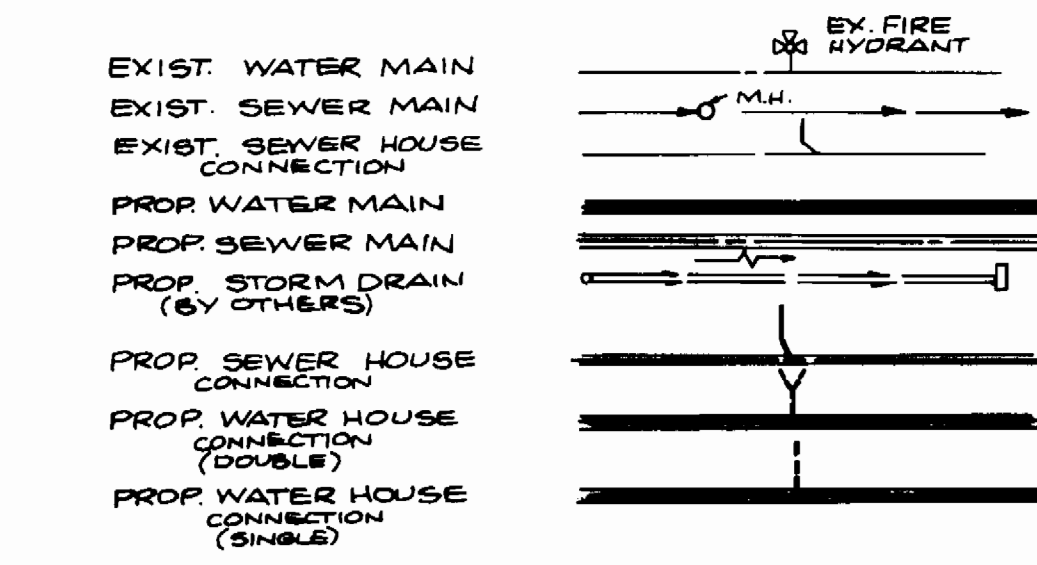 EX. FIRE
HYDRANT
EXIST. WATER MAIN
EXIST. SEWER MAIN
M.H.
EXIST. SEWER HOUSE
CONNECTION
PROP. WATER MAIN
PROP. SEWER MAIN
PROP. STORM DRAIN
(BY OTHERS)
PROP. SEWER HOUSE
CONNECTION
PROP. WATER HOUSE
CONNECTION
(DOUBLE)
PROP. WATER HOUSE
CONNECTION
(SINGLE)